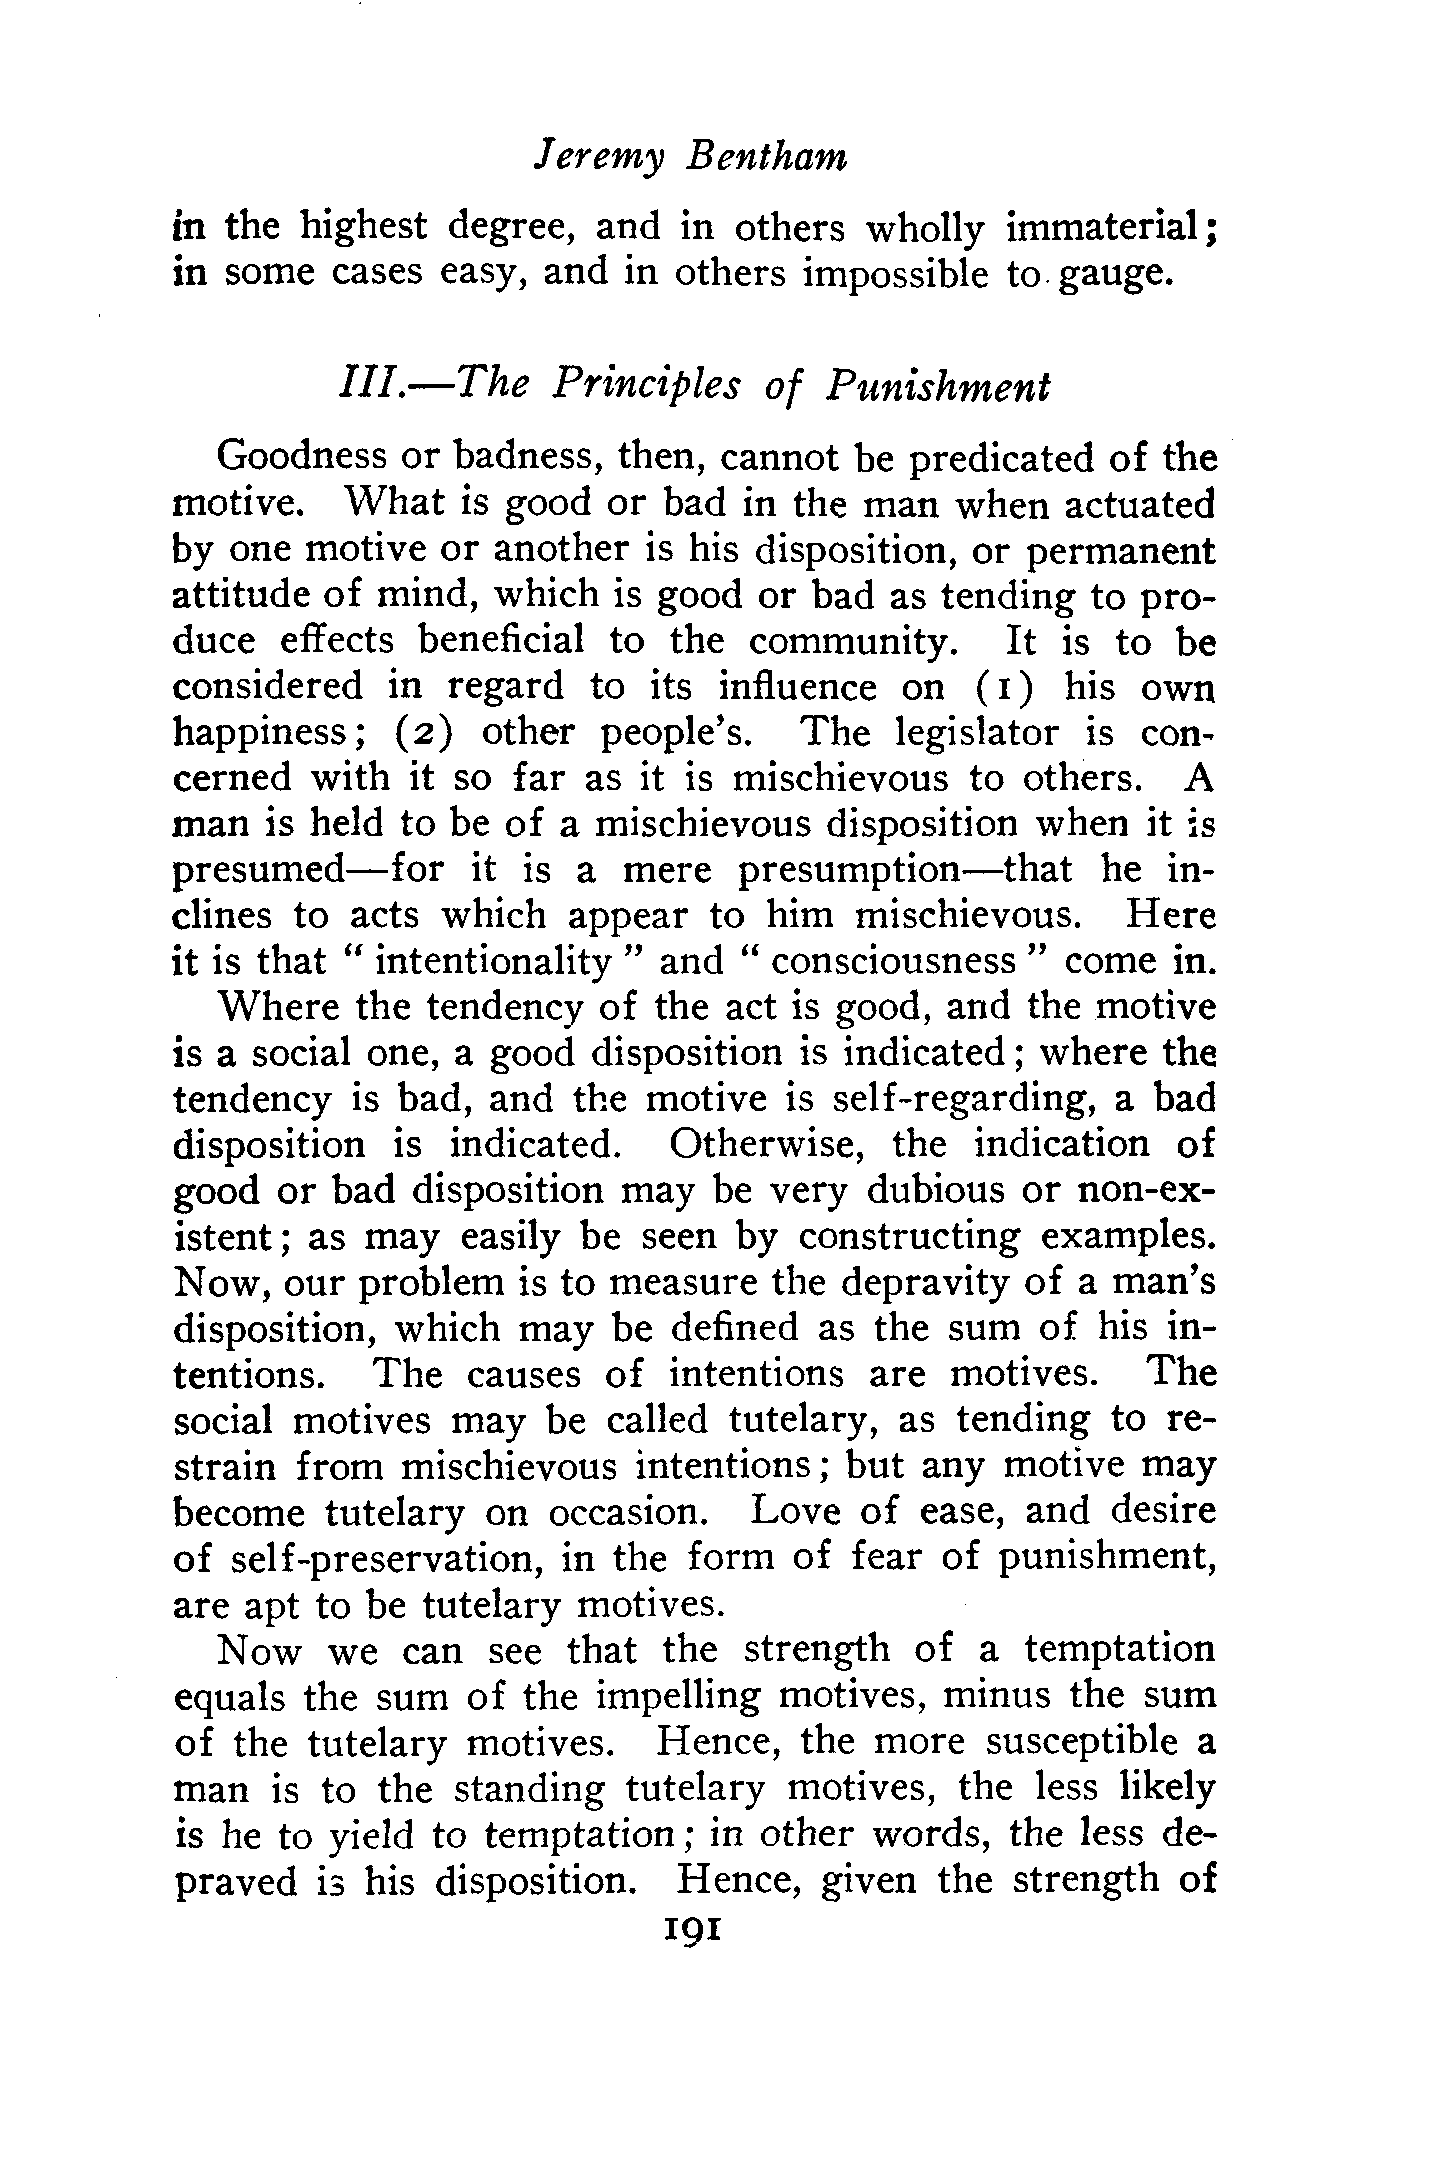 Jeremy Bentham
in the highest degree, and in others wholly immaterial;
in some cases easy, and in others impossible to gauge.
III.—The Principles of Punishment
Goodness or badness, then, cannot be predicated of the
motive. What is good or bad in the man when actuated
by one motive or another is his disposition, or permanent
attitude of mind, which is good or bad as tending to pro-
duce effects beneficial to the community. It is to be
considered in regard to its influence on (1) his own
happiness; (2) other people's. The legislator is con-
cerned with it so far as it is mischievous to others. A
man is held to be of a mischievous disposition when it is
presumed—for it is a mere presumption—that he in-
clines to acts which appear to him mischievous. Here
it is that " intentionality " and " consciousness " come in.
Where the tendency of the act is good, and the motive
is a social one, a good disposition is indicated; where the
tendency is bad, and the motive is self-regarding, a bad
disposition is indicated. Otherwise, the indication of
good or bad disposition may be very dubious or non-ex-
istent; as may easily be seen by constructing examples.
Now, our problem is to measure the depravity of a man's
disposition, which may be defined as the sum of his in-
tentions. The causes of intentions are motives. The
social motives may be called tutelary, as tending to re-
strain from mischievous intentions; but any motive may
become tutelary on occasion. Love of ease, and desire
of self-preservation, in the form of fear of punishment,
are apt to be tutelary motives.
Now we can see that the strength of a temptation
equals the sum of the impelling motives, minus the sum
of the tutelary motives. Hence, the more susceptible a
man is to the standing tutelary motives, the less likely
is he to yield to temptation; in other words, the less de-
praved is his disposition. Hence, given the strength of
191